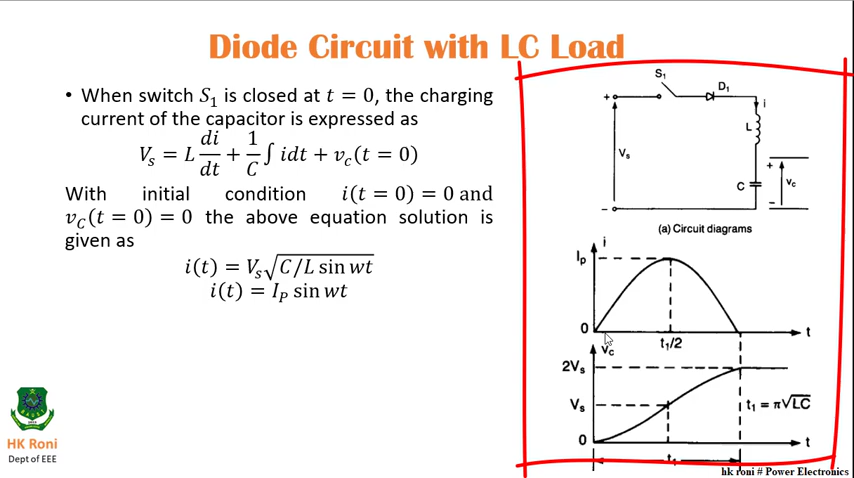 Diode Circuit with LC Load
• When switch S₁ is closed at t = 0, the charging
current of the capacitor is expressed as
V_s = L di/dt + 1/C ∫ idt + v_c(t = 0)
With initial condition i(t = 0) = 0 and
v_C(t = 0) = 0 the above equation solution is
given as
i(t) = V_s√(C/L sin wt)
i(t) = I_P sin wt
HK Roni
Dept of EEE
S₁
D₁
+
i
L
V_s
+
C
v_c
−
−
(a) Circuit diagrams
i
I_p
0
t₁/2
t
v_c
2V_s
V_s
t₁ = π√LC
0
t
t₁
hk roni # Power Electronics